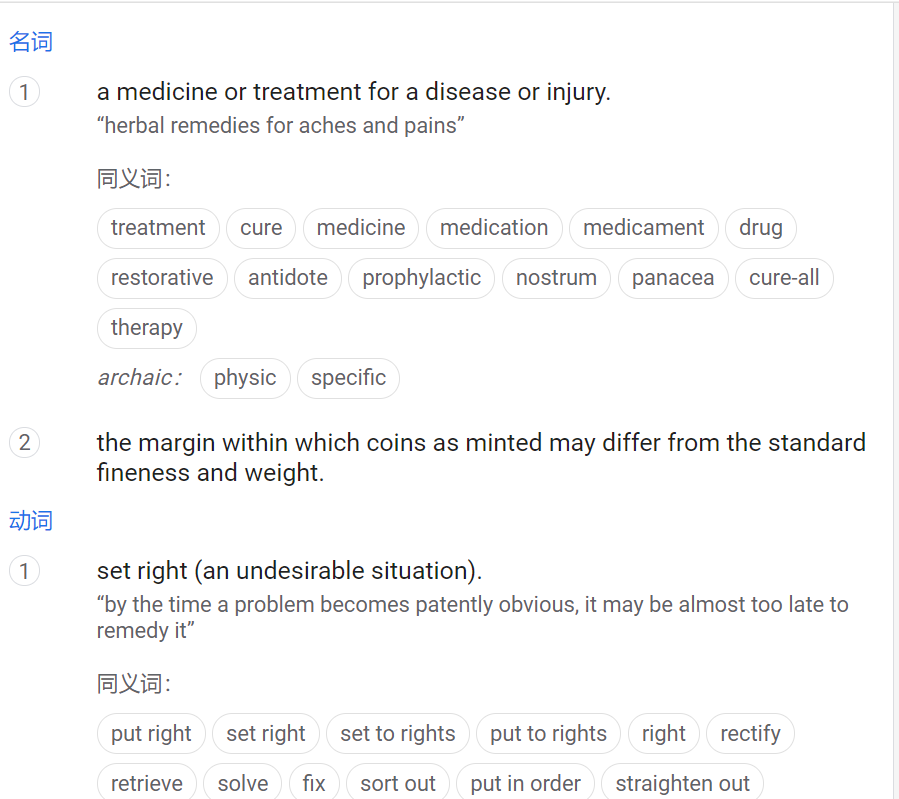 名词
1 a medicine or treatment for a disease or injury.
“herbal remedies for aches and pains”
同义词：
treatment cure medicine medication medicament drug
restorative antidote prophylactic nostrum panacea cure-all
therapy
archaic： physic specific
2 the margin within which coins as minted may differ from the standard
fineness and weight.
动词
1 set right (an undesirable situation).
“by the time a problem becomes patently obvious, it may be almost too late to
remedy it”
同义词：
put right set right set to rights put to rights right rectify
retrieve solve fix sort out put in order straighten out